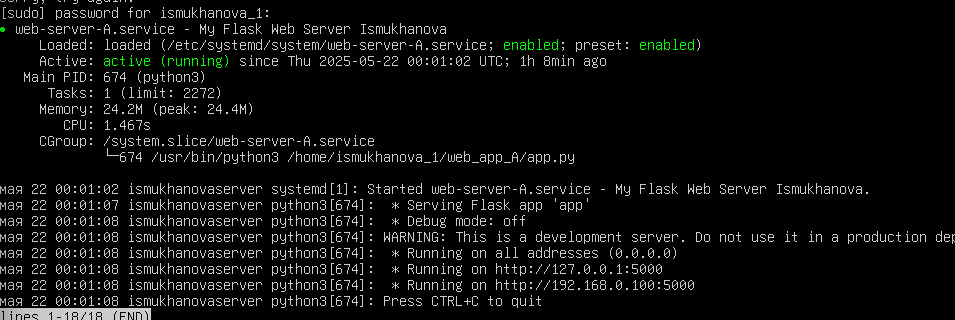 sorry, try again.
[sudo] password for ismukhanova_1:
● web-server-A.service - My Flask Web Server Ismukhanova
Loaded: loaded (/etc/systemd/system/web-server-A.service; enabled; preset: enabled)
Active: active (running) since Thu 2025-05-22 00:01:02 UTC; 1h 8min ago
Main PID: 674 (python3)
Tasks: 1 (limit: 2272)
Memory: 24.2M (peak: 24.4M)
CPU: 1.467s
CGroup: /system.slice/web-server-A.service
└─674 /usr/bin/python3 /home/ismukhanova_1/web_app_A/app.py
мая 22 00:01:02 ismukhanovaserver systemd[1]: Started web-server-A.service - My Flask Web Server Ismukhanova.
мая 22 00:01:07 ismukhanovaserver python3[674]:  * Serving Flask app 'app'
мая 22 00:01:08 ismukhanovaserver python3[674]:  * Debug mode: off
мая 22 00:01:08 ismukhanovaserver python3[674]: WARNING: This is a development server. Do not use it in a production dep
мая 22 00:01:08 ismukhanovaserver python3[674]:  * Running on all addresses (0.0.0.0)
мая 22 00:01:08 ismukhanovaserver python3[674]:  * Running on http://127.0.0.1:5000
мая 22 00:01:08 ismukhanovaserver python3[674]:  * Running on http://192.168.0.100:5000
мая 22 00:01:08 ismukhanovaserver python3[674]: Press CTRL+C to quit
lines 1-18/18 (END)